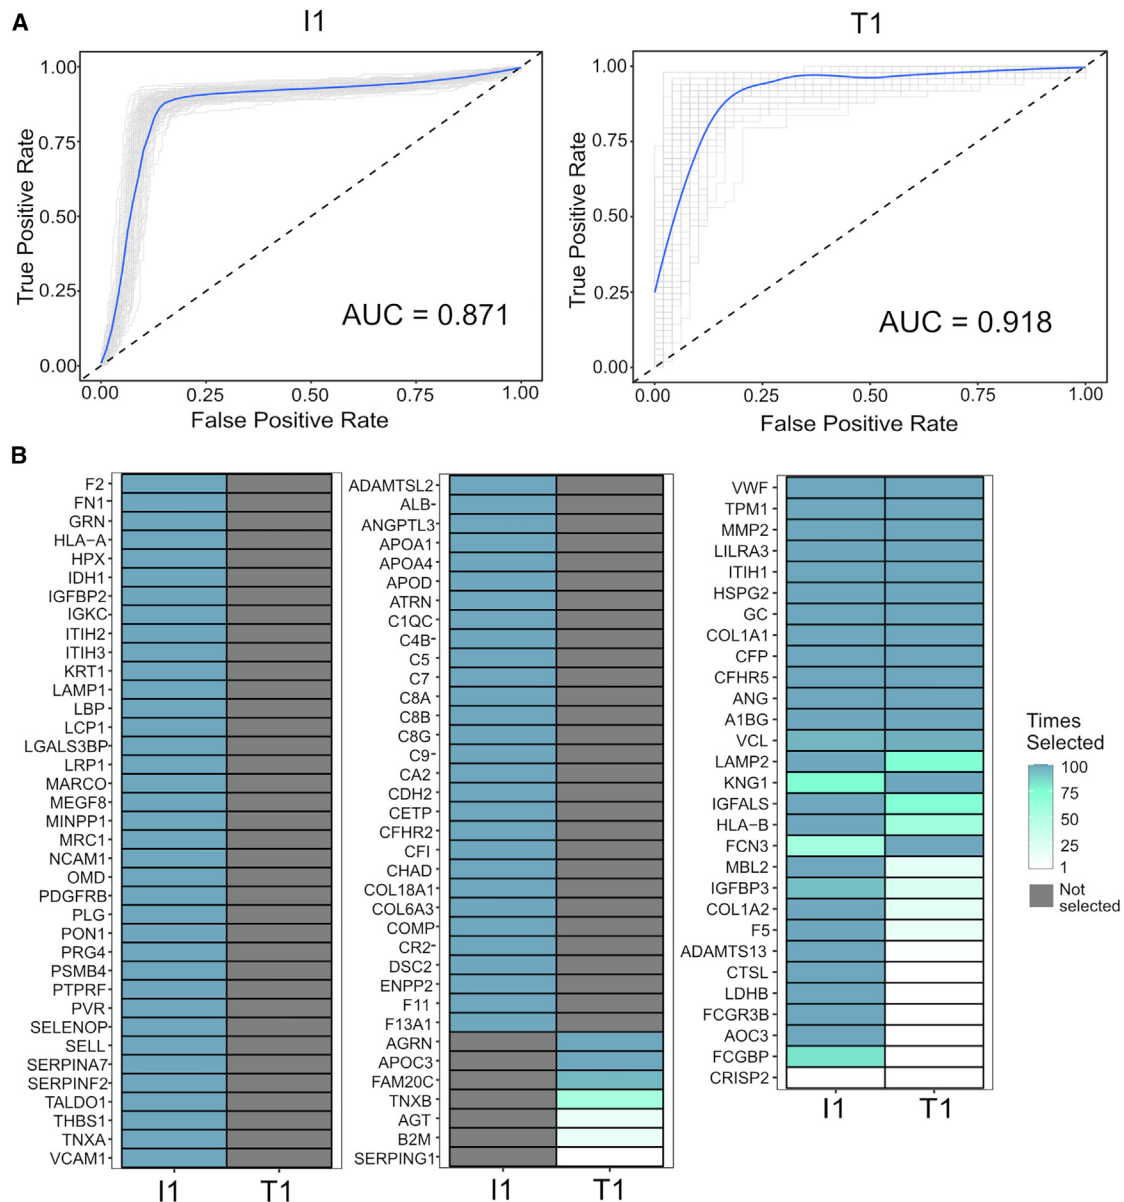 A
I1
T1
1.00
0.75
0.50
0.25
0.00
True Positive Rate
AUC = 0.871
0.00 0.25 0.50 0.75 1.00
False Positive Rate
1.00
0.75
0.50
0.25
0.00
True Positive Rate
AUC = 0.918
0.00 0.25 0.50 0.75 1.00
False Positive Rate
B
F2
FN1
GRN
HLA−A
HPX
IDH1
IGFBP2
IGKC
ITIH2
ITIH3
KRT1
LAMP1
LBP
LCP1
LGALS3BP
LRP1
MARCO
MEGF8
MINPP1
MRC1
NCAM1
OMD
PDGFRB
PLG
PON1
PRG4
PSMB4
PTPRF
PVR
SELENOP
SELL
SERPINA7
SERPINF2
TALDO1
THBS1
TNXA
VCAM1
I1 T1
ADAMTSL2
ALB
ANGPTL3
APOA1
APOA4
APOD
ATRN
C1QC
C4B
C5
C7
C8A
C8B
C8G
C9
CA2
CDH2
CETP
CFHR2
CFI
CHAD
COL18A1
COL6A3
COMP
CR2
DSC2
ENPP2
F11
F13A1
AGRN
APOC3
FAM20C
TNXB
AGT
B2M
SERPING1
I1 T1
VWF
TPM1
MMP2
LILRA3
ITIH1
HSPG2
GC
COL1A1
CFP
CFHR5
ANG
A1BG
VCL
LAMP2
KNG1
IGFALS
HLA−B
FCN3
MBL2
IGFBP3
COL1A2
F5
ADAMTS13
CTSL
LDHB
FCGR3B
AOC3
FCGBP
CRISP2
I1 T1
Times
Selected
100
75
50
25
1
Not
selected